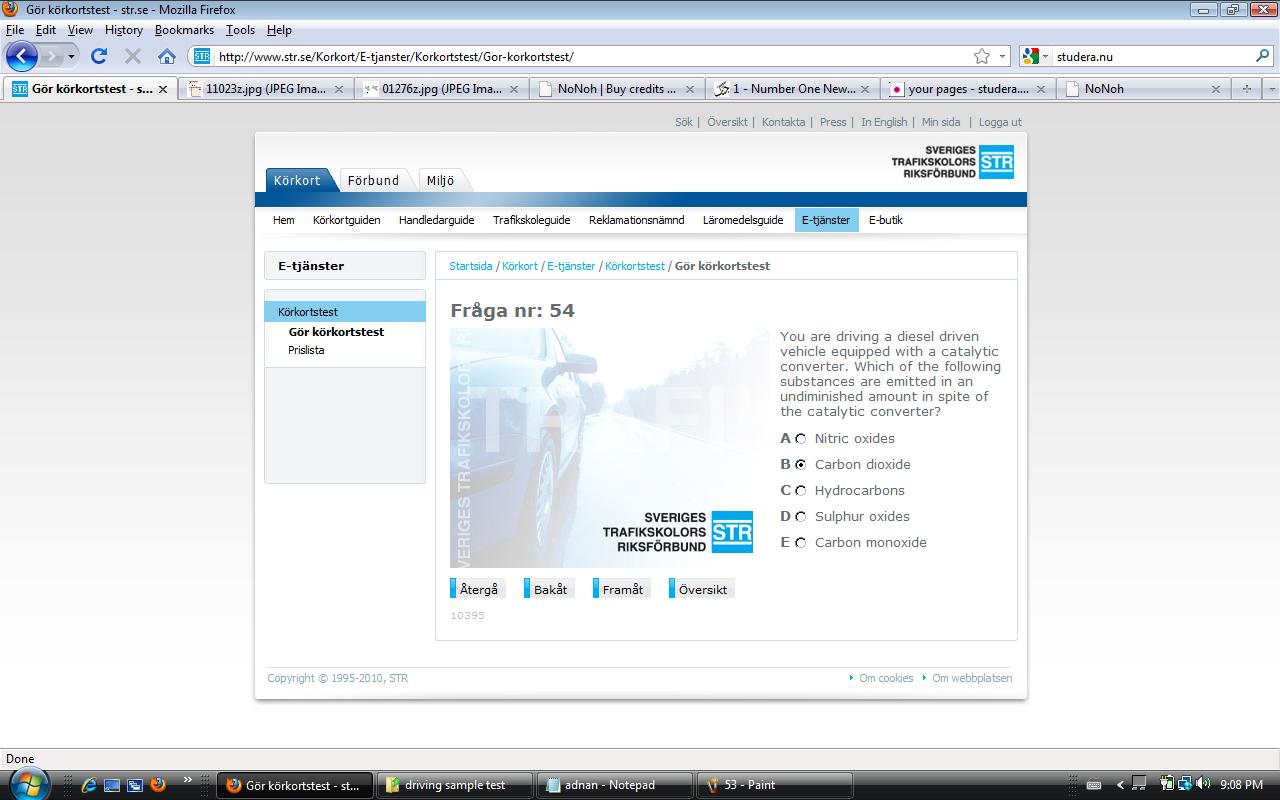 Gör körkortstest - str.se - Mozilla Firefox
File Edit View History Bookmarks Tools Help
STR http://www.str.se/Korkort/E-tjanster/Korkortstest/Gor-korkortstest/ studera.nu
STR Gör körkortstest - s... 11023z.jpg (JPEG Ima... 01276z.jpg (JPEG Ima... NoNoh | Buy credits ... 1 - Number One New... your pages - studera.... NoNoh
Sök | Översikt | Kontakta | Press | In English | Min sida | Logga ut
SVERIGES
TRAFIKSKOLORS STR
RIKSFÖRBUND
Körkort Förbund Miljö
Hem Körkortguiden Handledarguide Trafikskoleguide Reklamationsnämnd Läromedelsguide E-tjänster E-butik
E-tjänster
Körkortstest
Gör körkortstest
Prislista
Startsida / Körkort / E-tjänster / Körkortstest / Gör körkortstest
Fråga nr: 54
You are driving a diesel driven
vehicle equipped with a catalytic
converter. Which of the following
substances are emitted in an
undiminished amount in spite of
the catalytic converter?
A Nitric oxides
B Carbon dioxide
C Hydrocarbons
D Sulphur oxides
E Carbon monoxide
TRAFI
SVERIGES TRAFIKSKOLORS
SVERIGES
TRAFIKSKOLORS STR
RIKSFÖRBUND
Återgå Bakåt Framåt Översikt
10395
Copyright © 1995-2010, STR Om cookies Om webbplatsen
Done
Gör körkortstest - st... driving sample test adnan - Notepad 53 - Paint 9:08 PM